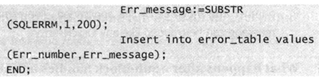 Err_message:=SUBSTR
(SQLERRM,1,200);
Insert into error_table values
(Err_number,Err_message);
END;